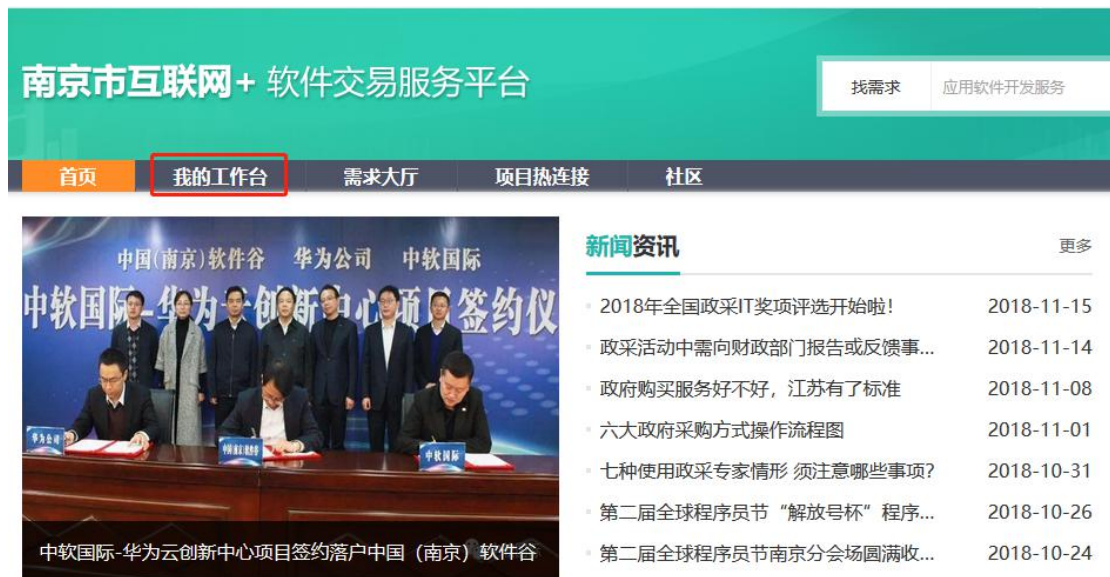 南京市互联网+ 软件交易服务平台
找需求
应用软件开发服务
首页
我的工作台
需求大厅
项目热连接
社区
中国(南京)软件谷 华为公司 中软国际
中软国际-华为云创新中心项目签约仪
华为公司
中国(南京)软件谷
中软国际
中软国际-华为云创新中心项目签约落户中国（南京）软件谷
新闻资讯
更多
2018年全国政采IT奖项评选开始啦！ 2018-11-15
政采活动中需向财政部门报告或反馈事... 2018-11-14
政府购买服务好不好，江苏有了标准 2018-11-08
六大政府采购方式操作流程图 2018-11-01
七种使用政采专家情形 须注意哪些事项？ 2018-10-31
第二届全球程序员节“解放号杯”程序... 2018-10-26
第二届全球程序员节南京分会场圆满收... 2018-10-24